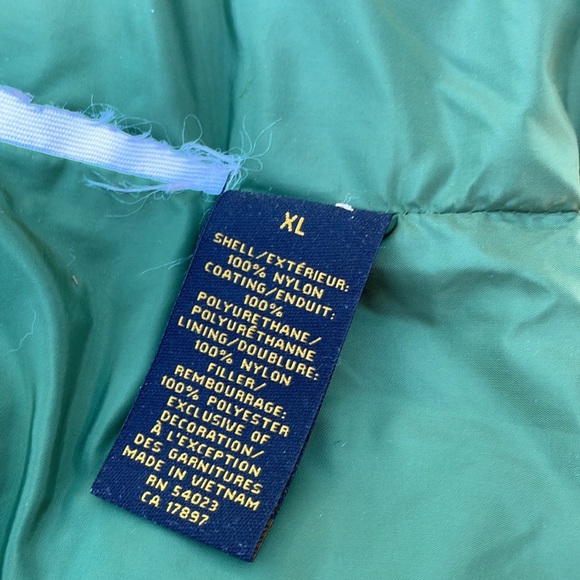 XL
SHELL/EXTÉRIEUR:
100% NYLON
COATING/ENDUIT:
100%
POLYURETHANE/
POLYURÉTHANNE
LINING/DOUBLURE:
100% NYLON
FILLER/
REMBOURRAGE:
100% POLYESTER
EXCLUSIVE OF
DECORATION/
À L'EXCEPTION
DES GARNITURES
MADE IN VIETNAM
RN 54023
CA 17897